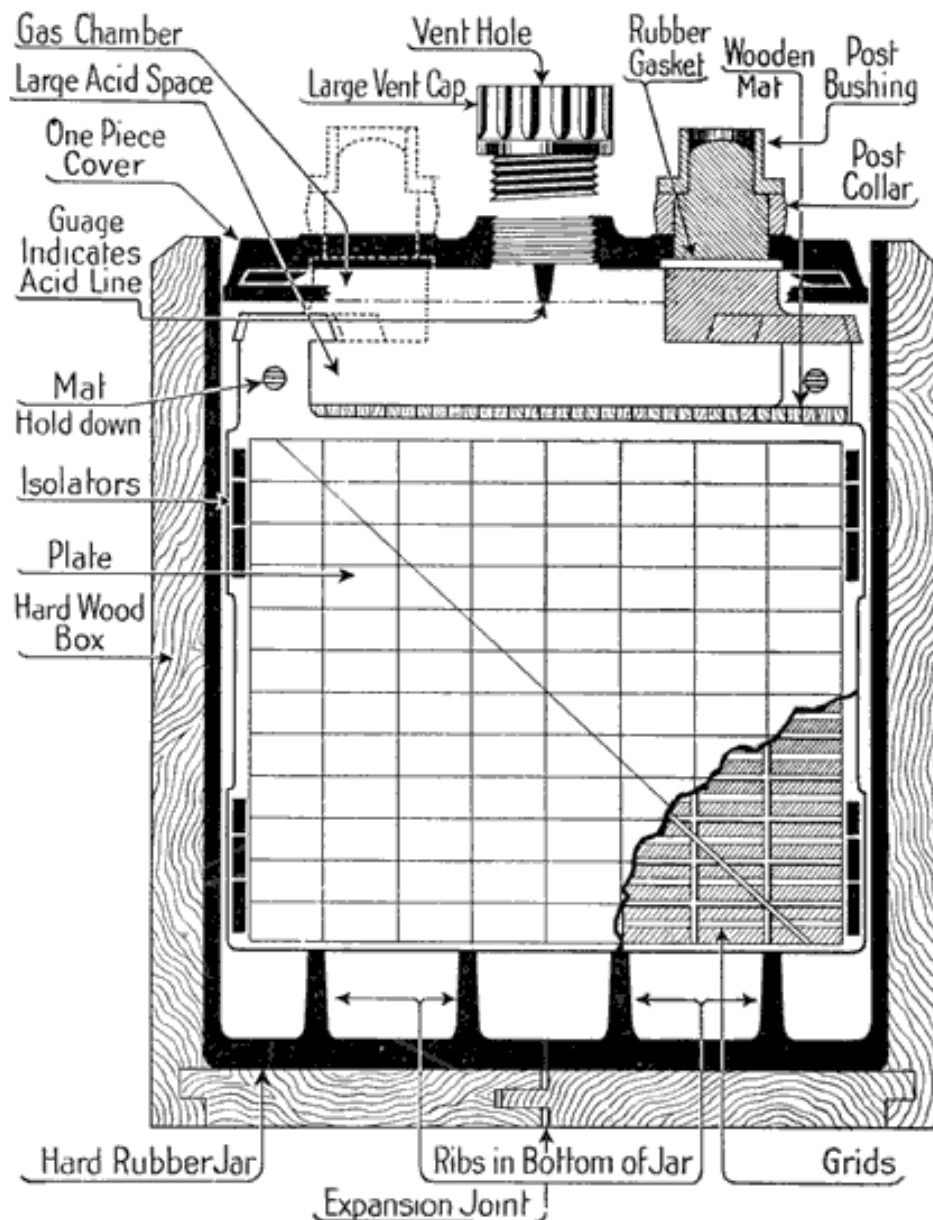 Gas Chamber
Large Acid Space
One Piece
Cover
Guage
Indicates
Acid Line
Mat
Hold down
Isolators
Plate
Hard Wood
Box
Vent Hole
Large Vent Cap
Rubber
Gasket
Wooden
Mat
Post
Bushing
Post
Collar
Hard Rubber Jar
Ribs in Bottom of Jar
Grids
Expansion Joint